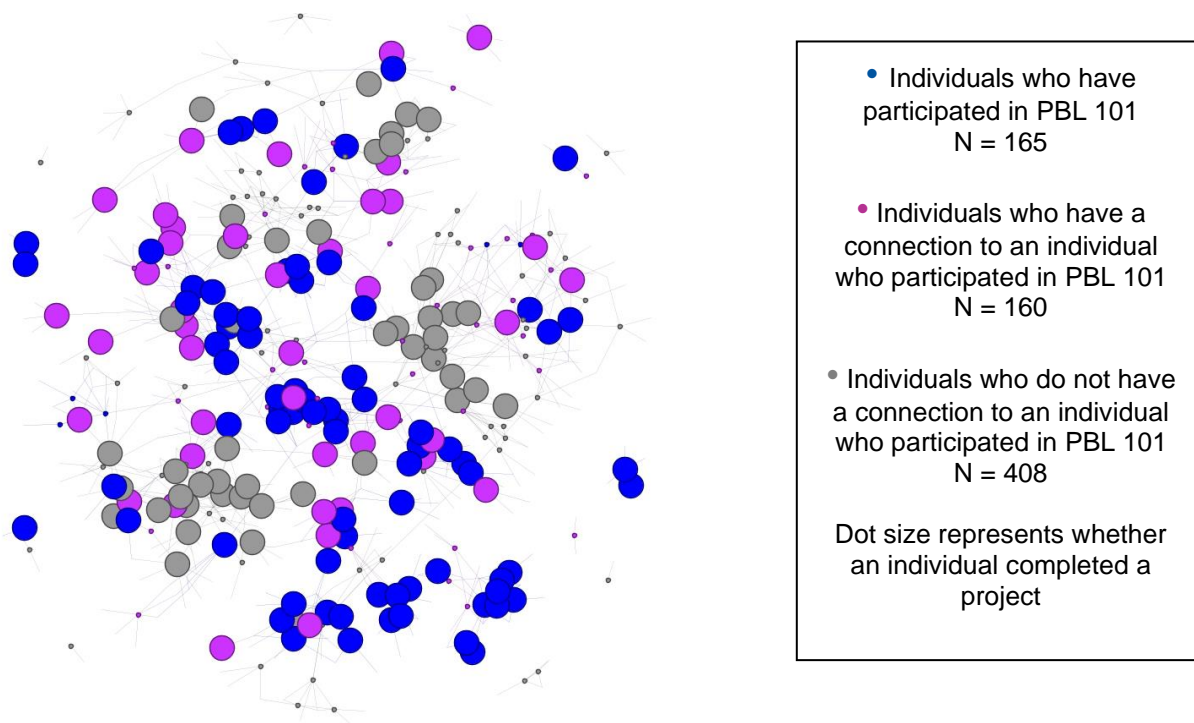 • Individuals who have
participated in PBL 101
N = 165
• Individuals who have a
connection to an individual
who participated in PBL 101
N = 160
• Individuals who do not have
a connection to an individual
who participated in PBL 101
N = 408
Dot size represents whether
an individual completed a
project